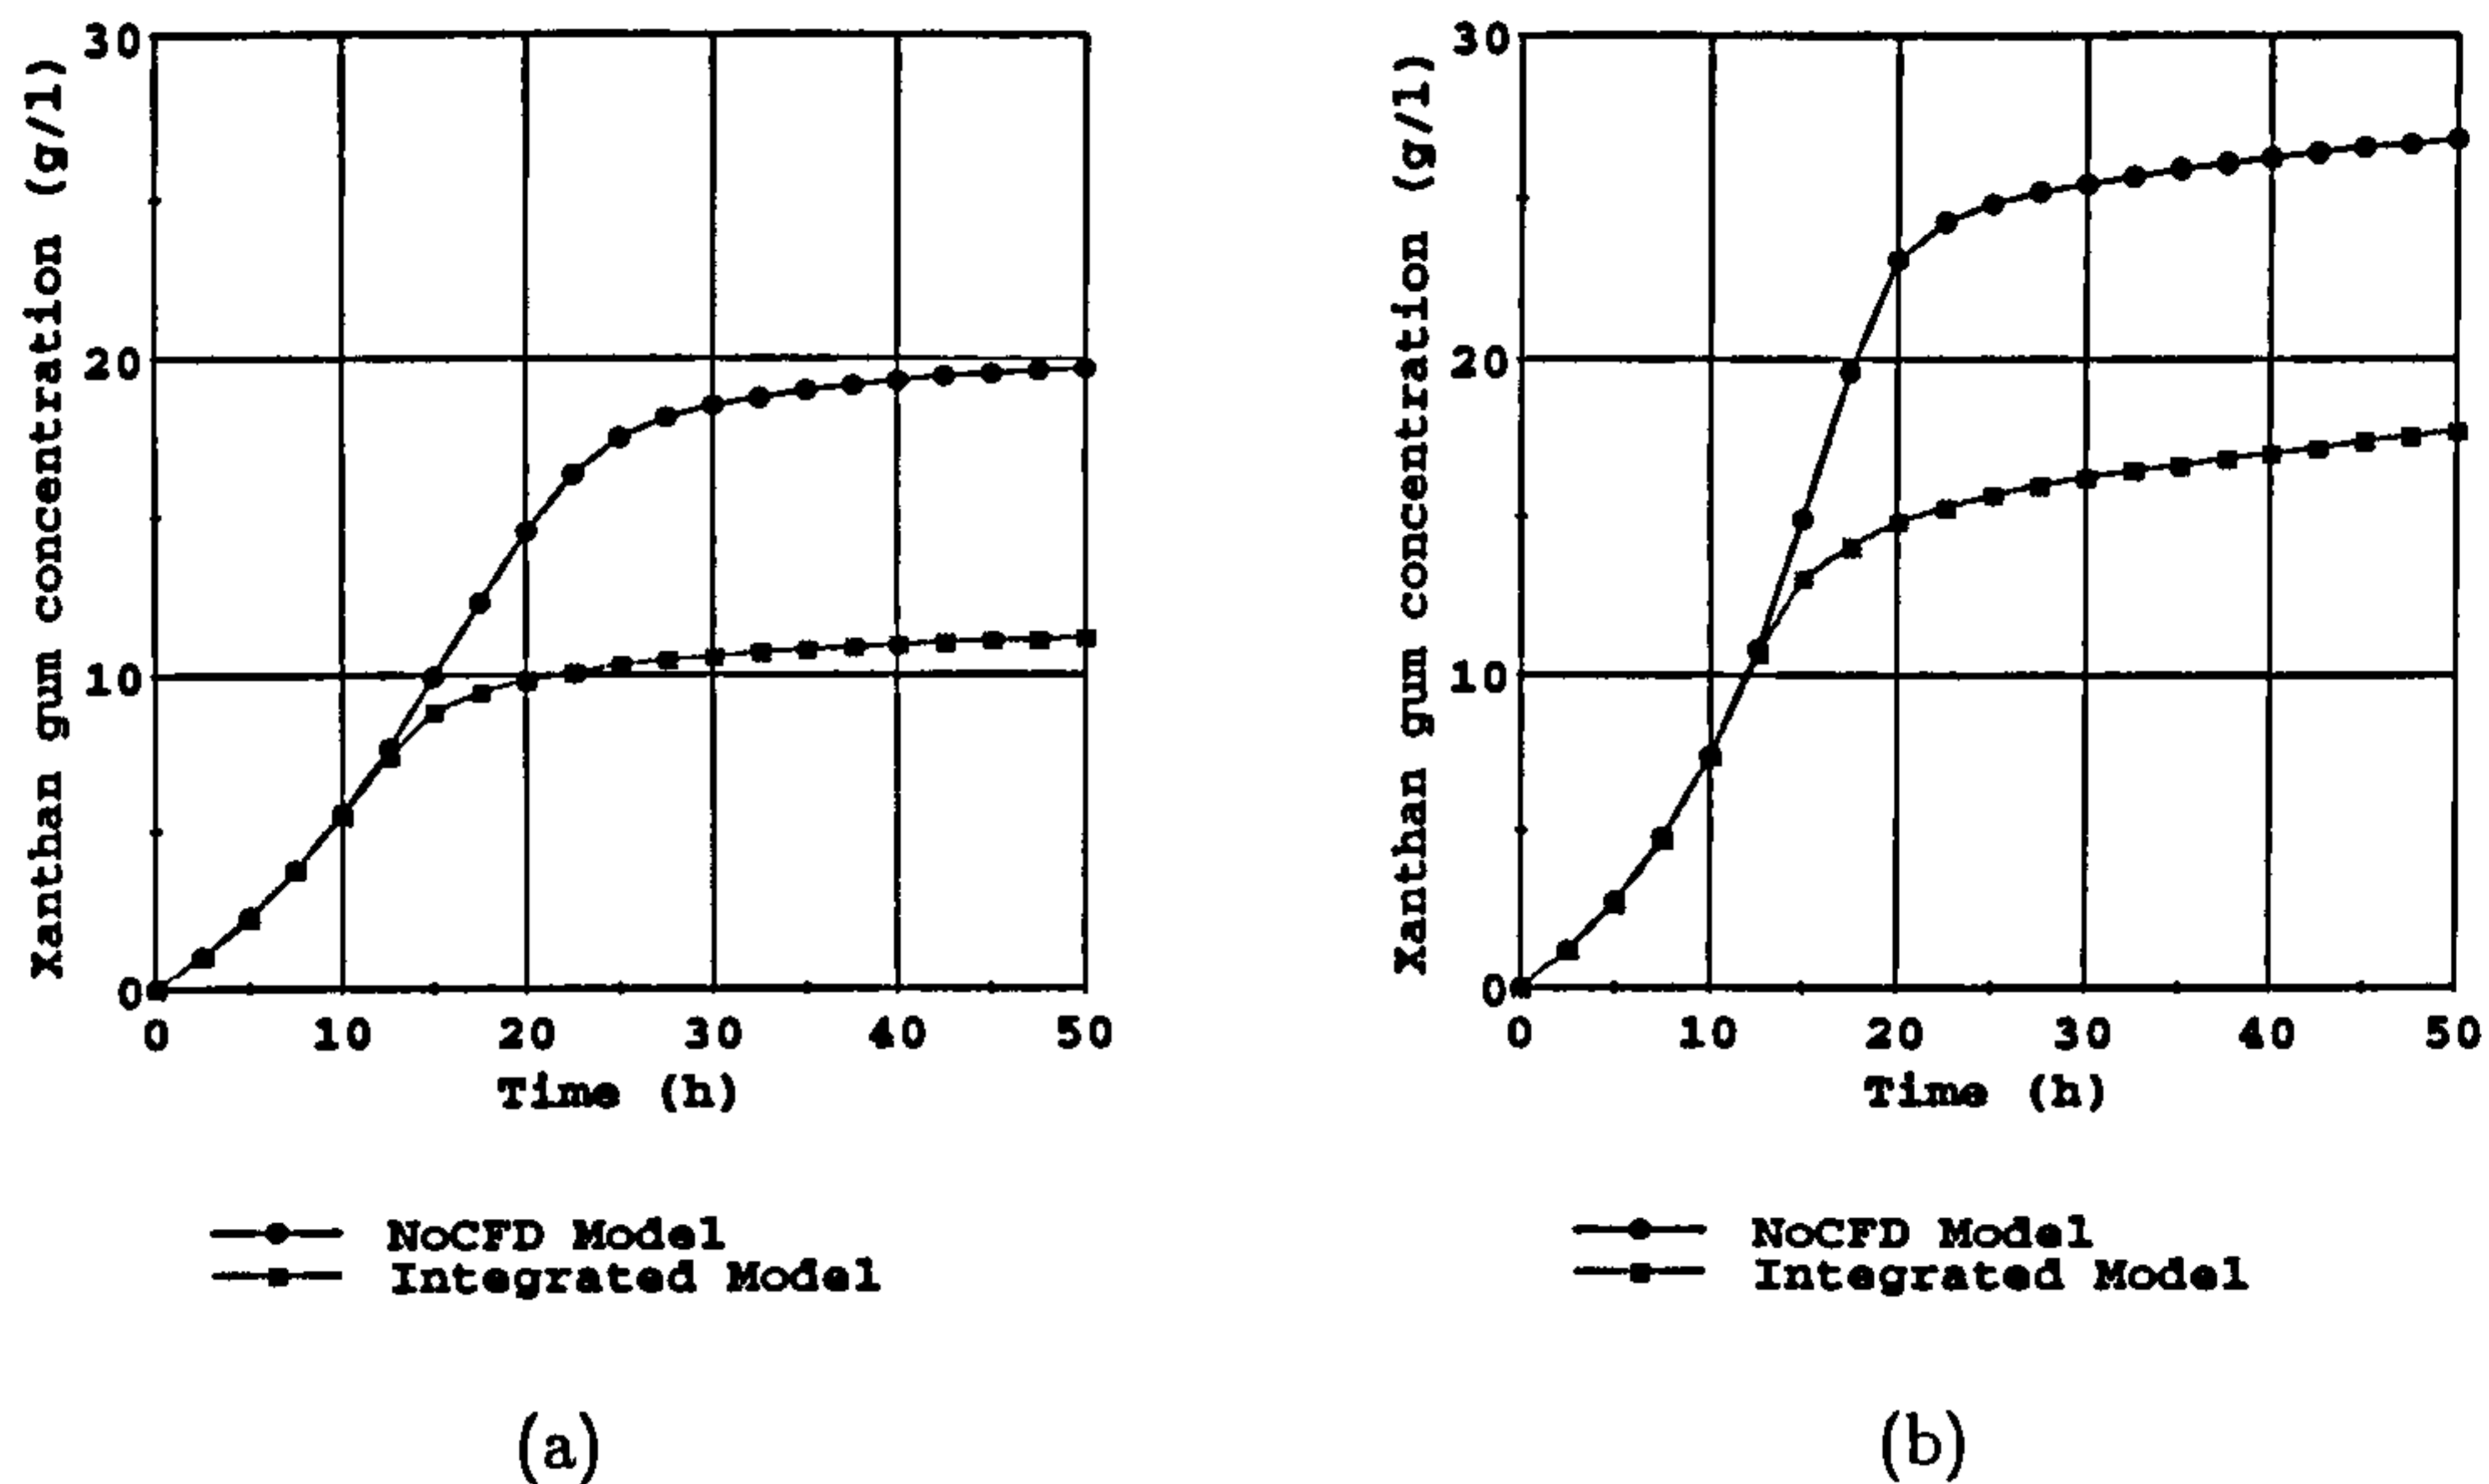 Xanthan gum concentration (g/l)
30
20
10
0
0 10 20 30 40 50
Time (h)
NoCFD Model
Integrated Model
(a)
Xanthan gum concentration (g/l)
30
20
10
0
0 10 20 30 40 50
Time (h)
NoCFD Model
Integrated Model
(b)